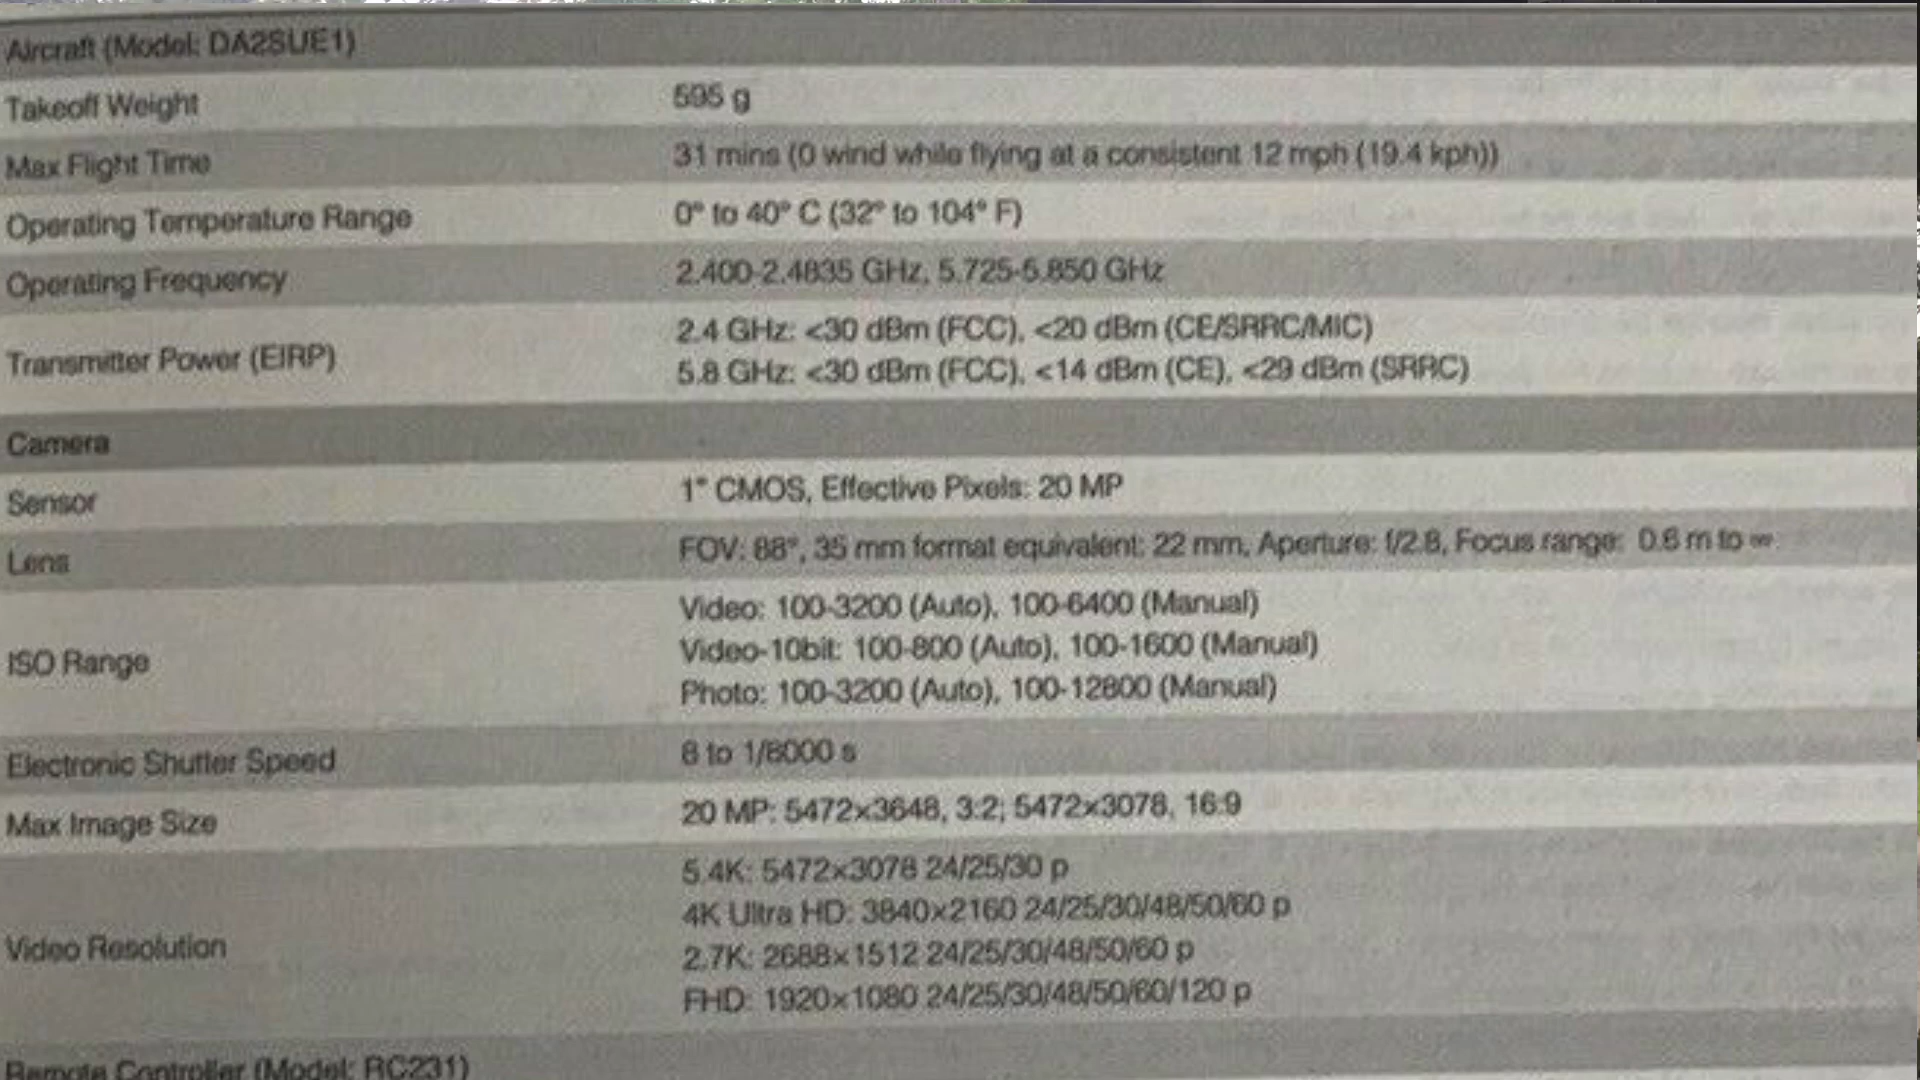 Aircraft (Model: DA2SUE1)
Takeoff Weight 595 g
Max Flight Time 31 mins (0 wind while flying at a consistent 12 mph (19.4 kph))
Operating Temperature Range 0° to 40° C (32° to 104° F)
Operating Frequency 2.400-2.4835 GHz, 5.725-5.850 GHz
Transmitter Power (EIRP) 2.4 GHz: <30 dBm (FCC), <20 dBm (CE/SRRC/MIC)
5.8 GHz: <30 dBm (FCC), <14 dBm (CE), <29 dBm (SRRC)
Camera
Sensor 1" CMOS, Effective Pixels: 20 MP
Lens FOV: 88°, 35 mm format equivalent: 22 mm, Aperture: f/2.8, Focus range: 0.6 m to ∞
ISO Range Video: 100-3200 (Auto), 100-6400 (Manual)
Video-10bit: 100-800 (Auto), 100-1600 (Manual)
Photo: 100-3200 (Auto), 100-12800 (Manual)
Electronic Shutter Speed 8 to 1/8000 s
Max Image Size 20 MP: 5472×3648, 3:2; 5472×3078, 16:9
Video Resolution 5.4K: 5472×3078 24/25/30 p
4K Ultra HD: 3840×2160 24/25/30/48/50/60 p
2.7K: 2688×1512 24/25/30/48/50/60 p
FHD: 1920×1080 24/25/30/48/50/60/120 p
Remote Controller (Model: RC231)